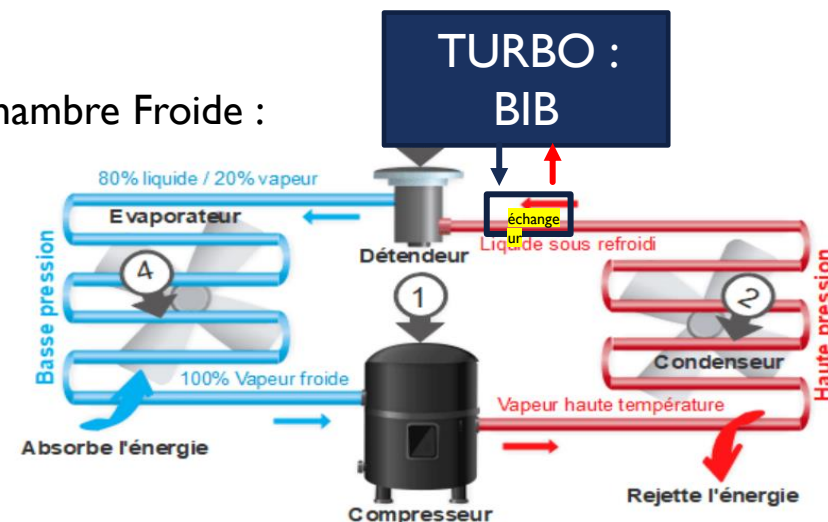 TURBO :
BIB
hambre Froide :
80% liquide / 20% vapeur
Evaporateur
échange
ur
Liquide sous refroidi
Détendeur
4
1
2
Basse pression
Haute pression
Condenseur
100% Vapeur froide
Vapeur haute température
Absorbe l'énergie
Rejette l'énergie
Compresseur